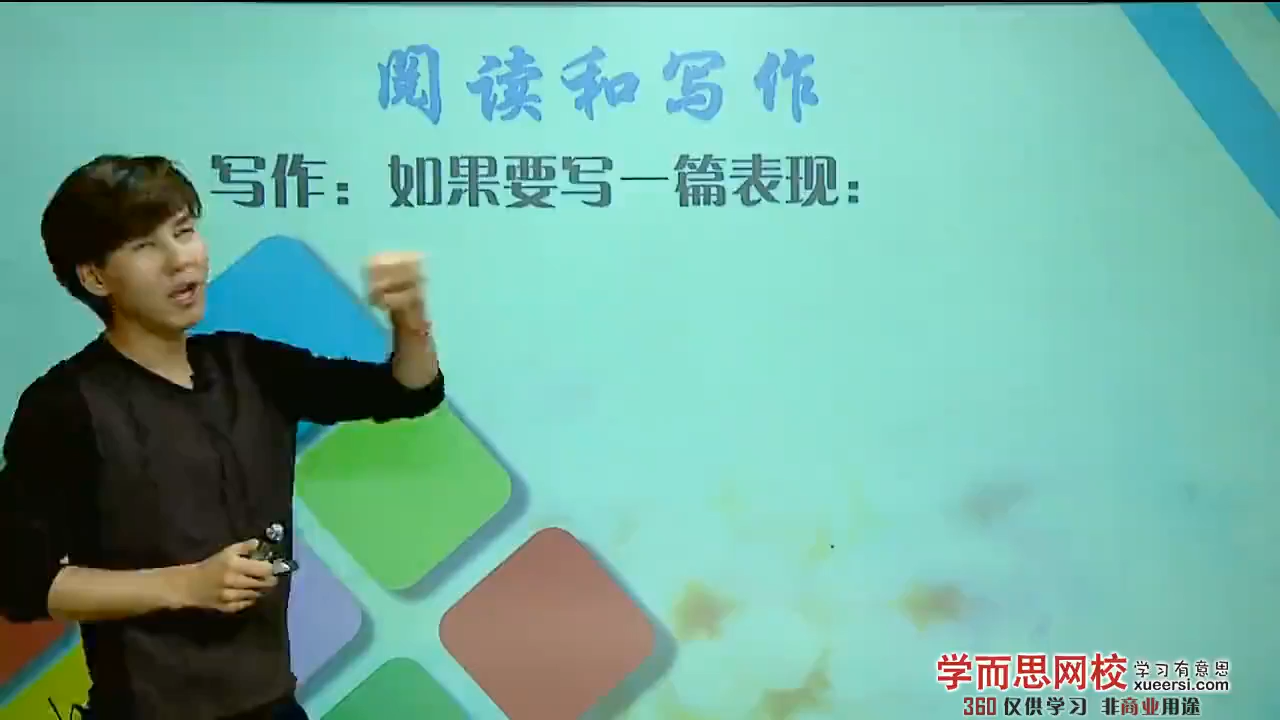 阅读和写作
写作：如果要写一篇表现：
学而思网校 学习有意思
xueersi.com
360 仅供学习 非商业用途